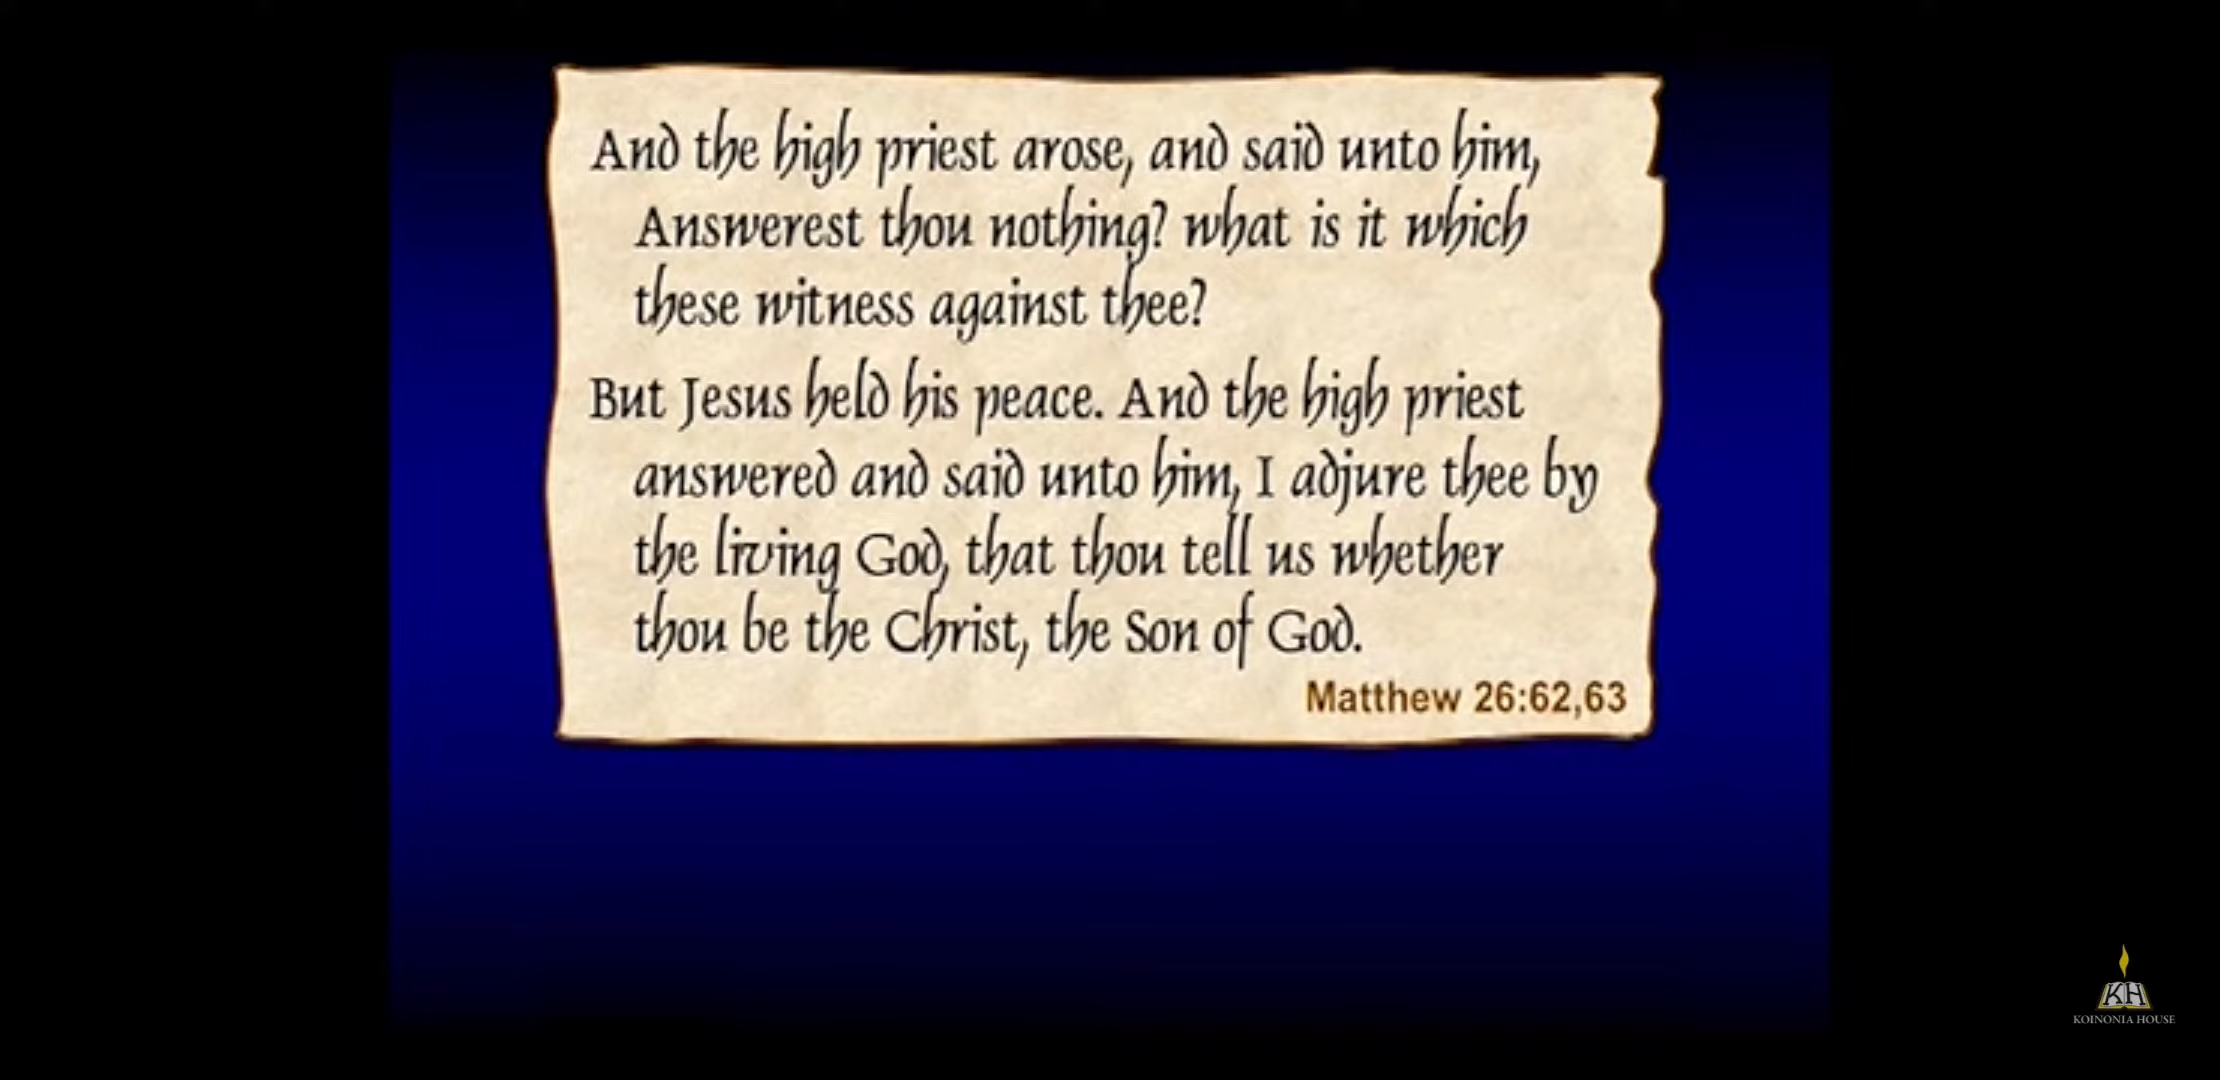 And the high priest arose, and said unto him,
Answerest thou nothing? what is it which
these witness against thee?
But Jesus held his peace. And the high priest
answered and said unto him, I adjure thee by
the living God, that thou tell us whether
thou be the Christ, the Son of God.
Matthew 26:62,63
KH
KOINONIA HOUSE